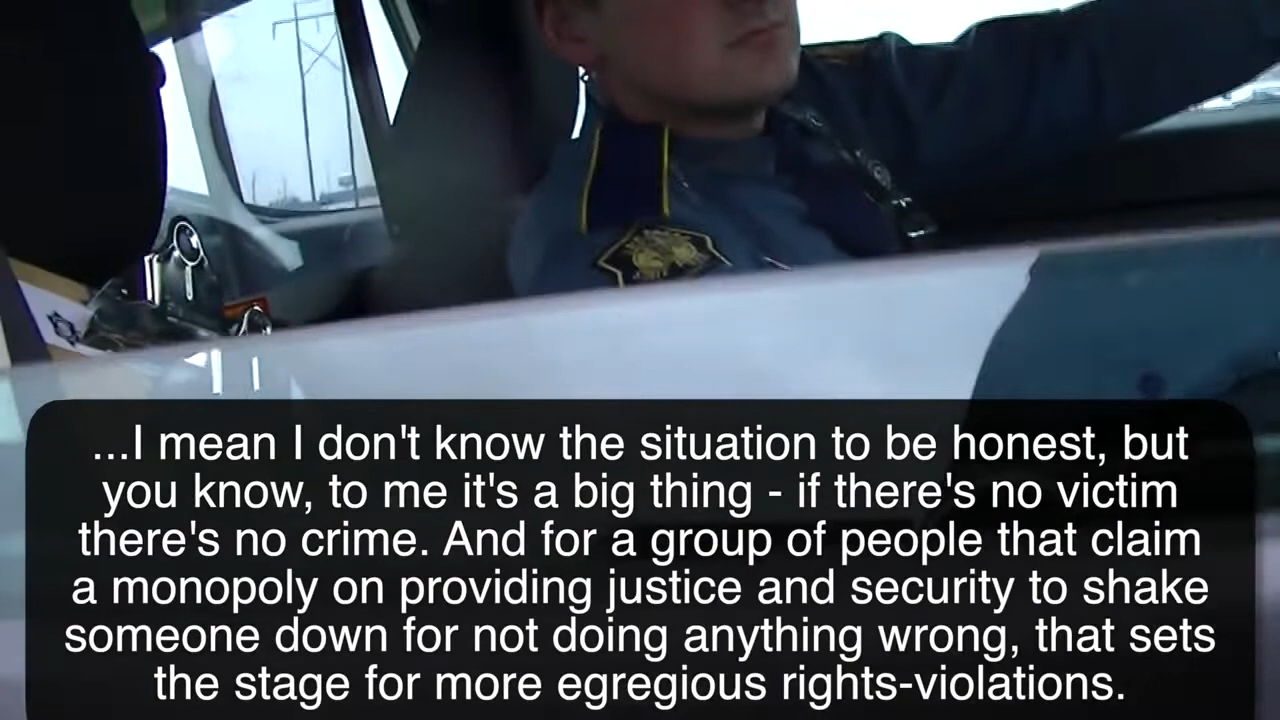 ...I mean I don't know the situation to be honest, but
you know, to me it's a big thing - if there's no victim
there's no crime. And for a group of people that claim
a monopoly on providing justice and security to shake
someone down for not doing anything wrong, that sets
the stage for more egregious rights-violations.